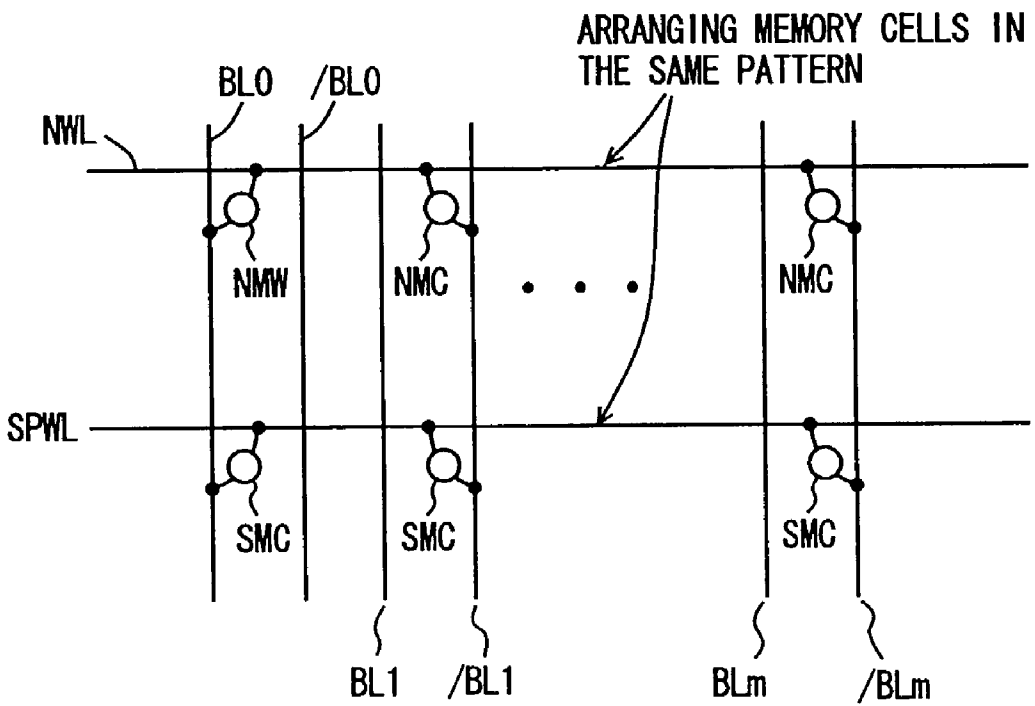 ARRANGING MEMORY CELLS IN
THE SAME PATTERN
BL0 /BL0
NWL
NMW NMC NMC
SPWL
SMC SMC SMC
BL1 /BL1 BLm /BLm